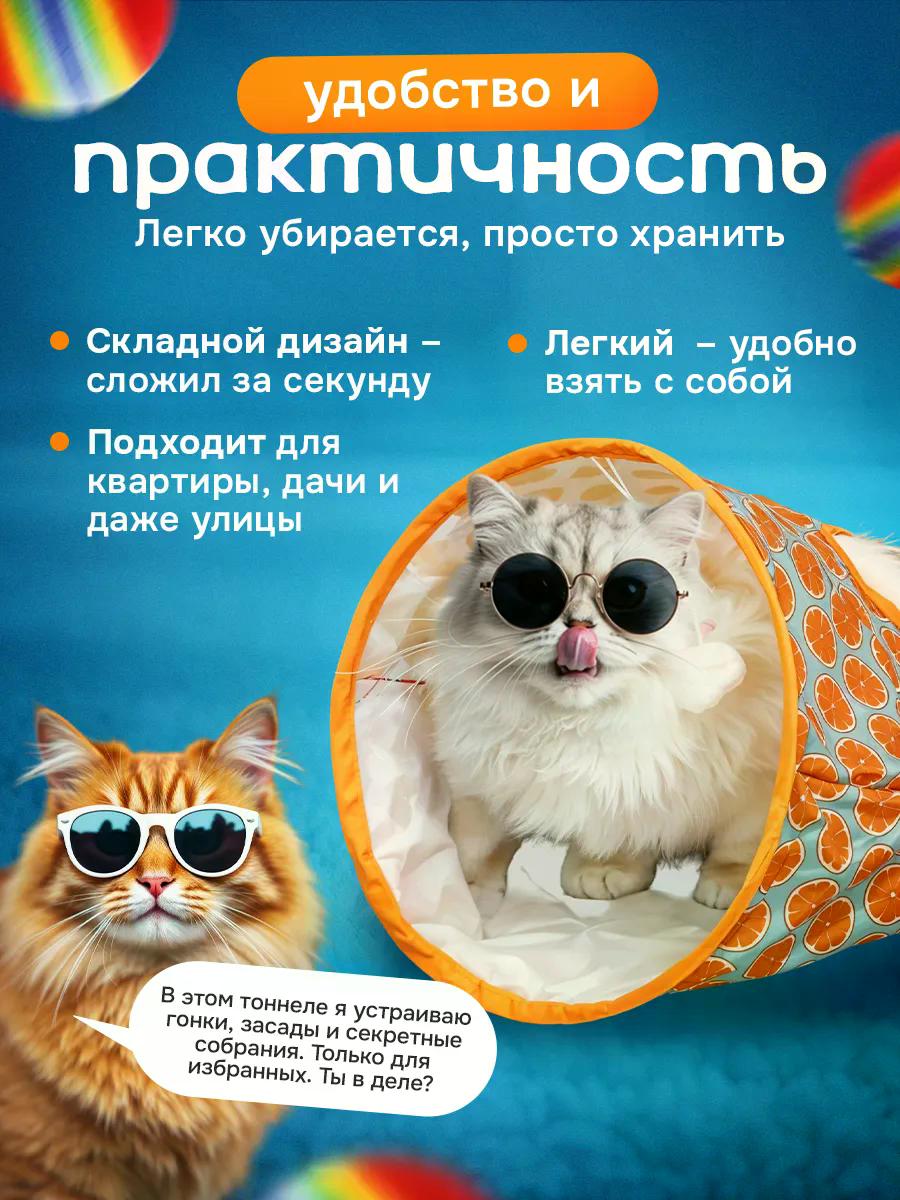 удобство и
практичность
Легко убирается, просто хранить
Складной дизайн –
сложил за секунду
Легкий – удобно
взять с собой
Подходит для
квартиры, дачи и
даже улицы
В этом тоннеле я устраиваю
гонки, засады и секретные
собрания. Только для
избранных. Ты в деле?